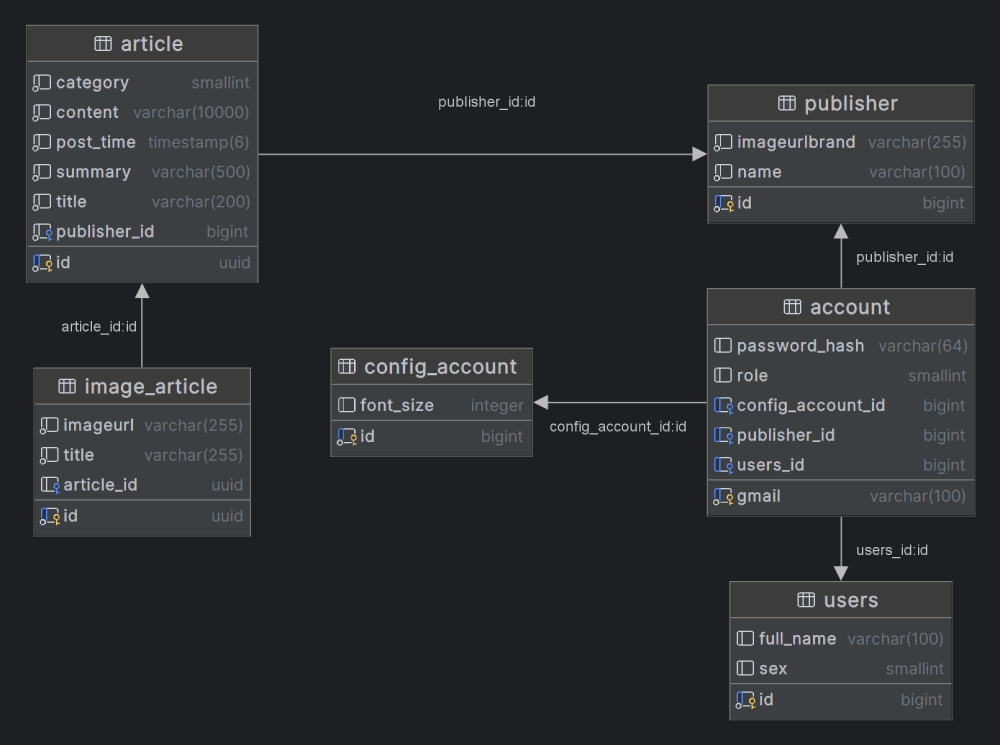 article
category smallint
content varchar(10000)
post_time timestamp(6)
summary varchar(500)
title varchar(200)
publisher_id bigint
id uuid
publisher_id:id
publisher
imageurlbrand varchar(255)
name varchar(100)
id bigint
publisher_id:id
article_id:id
image_article
imageurl varchar(255)
title varchar(255)
article_id uuid
id uuid
config_account
font_size integer
id bigint
config_account_id:id
account
password_hash varchar(64)
role smallint
config_account_id bigint
publisher_id bigint
users_id bigint
gmail varchar(100)
users_id:id
users
full_name varchar(100)
sex smallint
id bigint